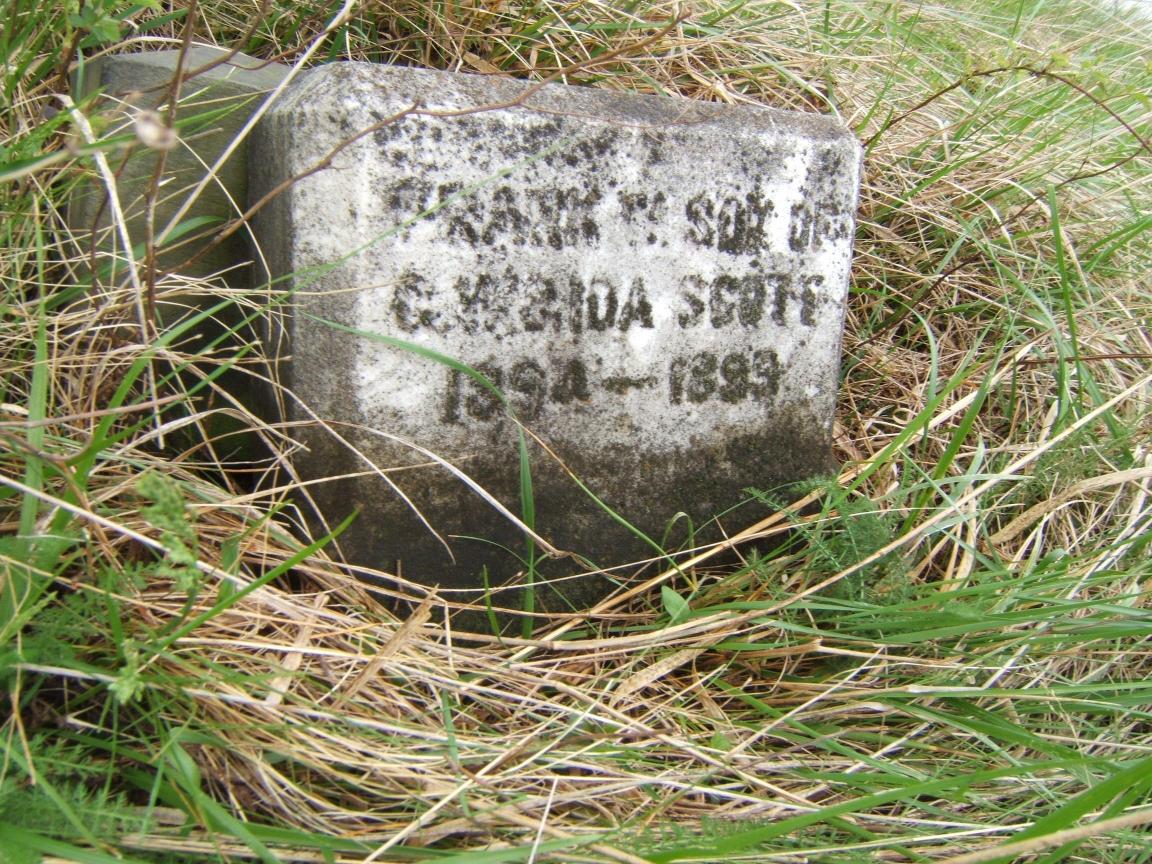 FRANK W. SON OF
G. W. & IDA SCOTT
1894 — 1899